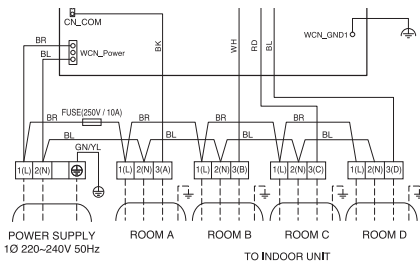 CN_COM
BR
WCN_Power
BL
BK
WH
RD
BL
WCN_GND1
BR
FUSE(250V / 10A)
BR
BR
BR
BL
BL
BL
BL
GN/YL
1(L) 2(N)
1(L) 2(N) 3(A)
1(L) 2(N) 3(B)
1(L) 2(N) 3(C)
1(L) 2(N) 3(D)
POWER SUPPLY
1Ø 220~240V 50Hz
ROOM A
ROOM B
ROOM C
ROOM D
TO INDOOR UNIT